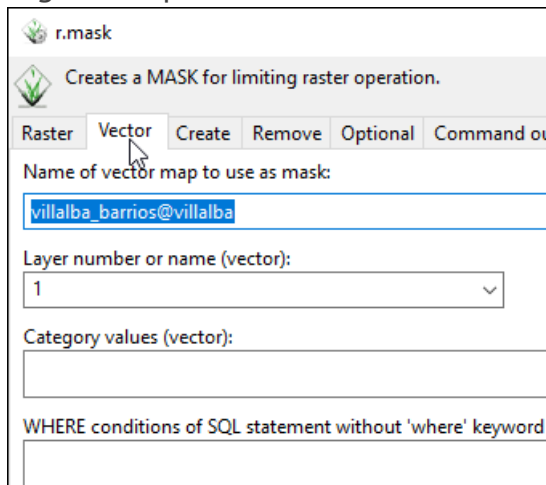 r.mask
Creates a MASK for limiting raster operation.
Raster Vector Create Remove Optional Command
Name of vector map to use as mask:
villalba_barrios@villalba
Layer number or name (vector):
1
Category values (vector):
WHERE conditions of SQL statement without 'where' keyword